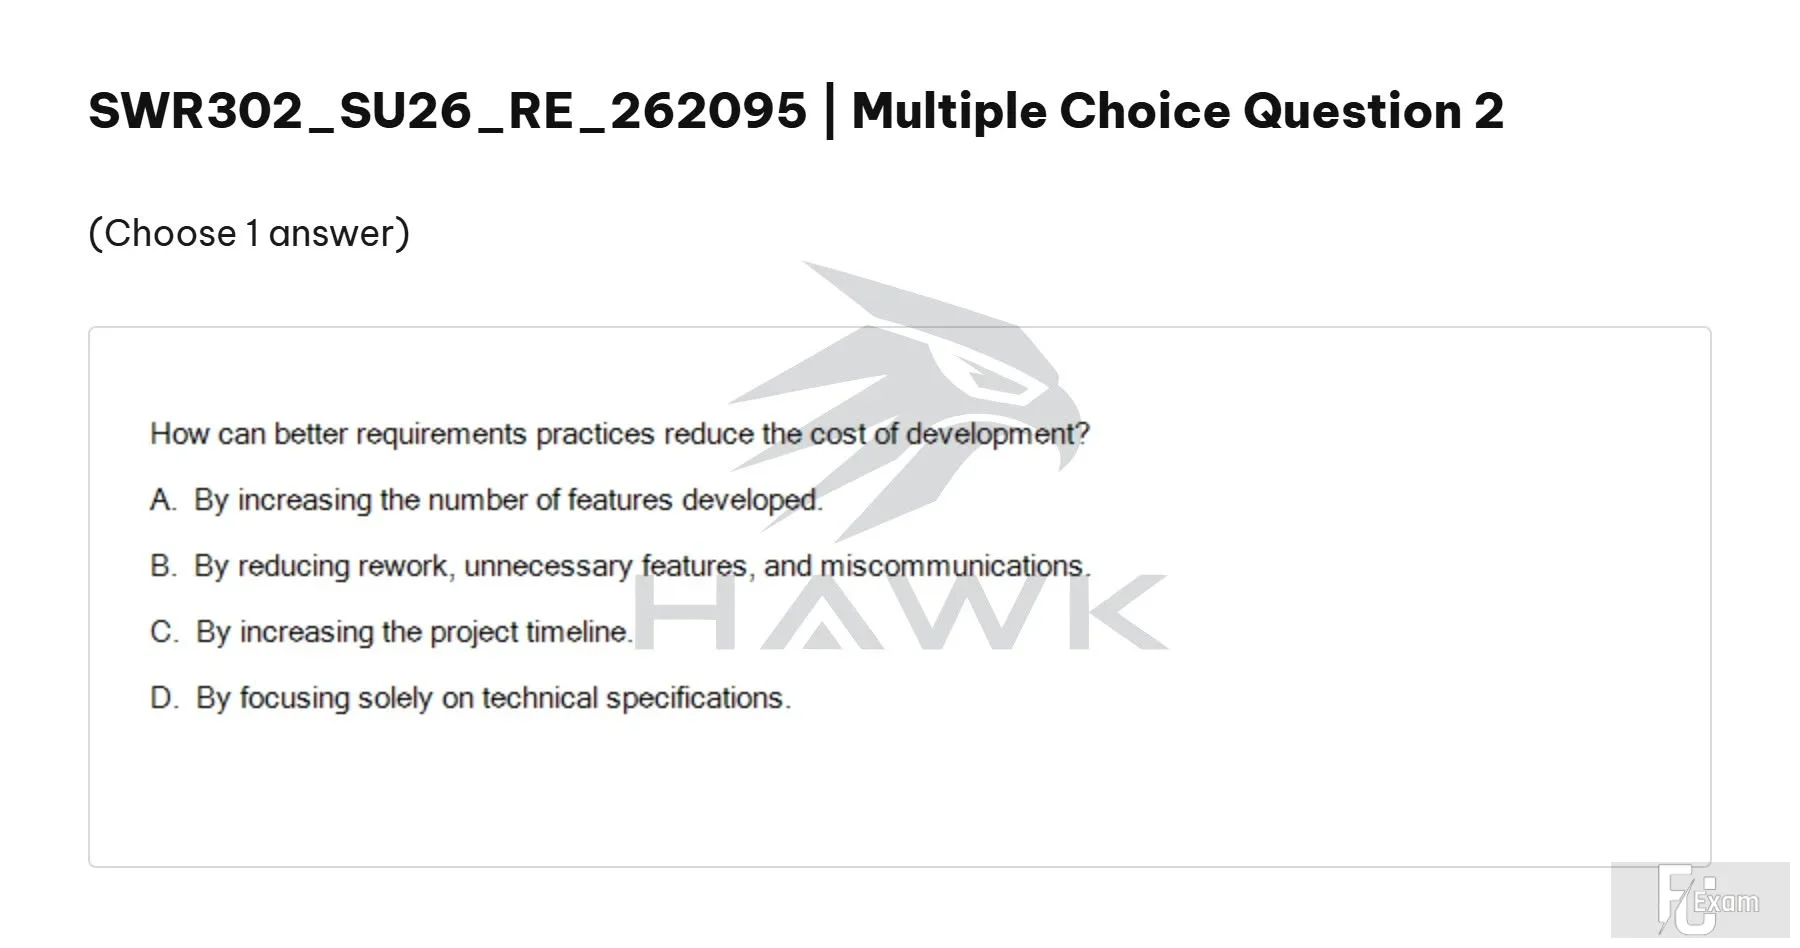 SWR302_SU26_RE_262095 | Multiple Choice Question 2
(Choose 1 answer)
How can better requirements practices reduce the cost of development?
A. By increasing the number of features developed.
B. By reducing rework, unnecessary features, and miscommunications.
C. By increasing the project timeline.
D. By focusing solely on technical specifications.
HAWK
FU Exam